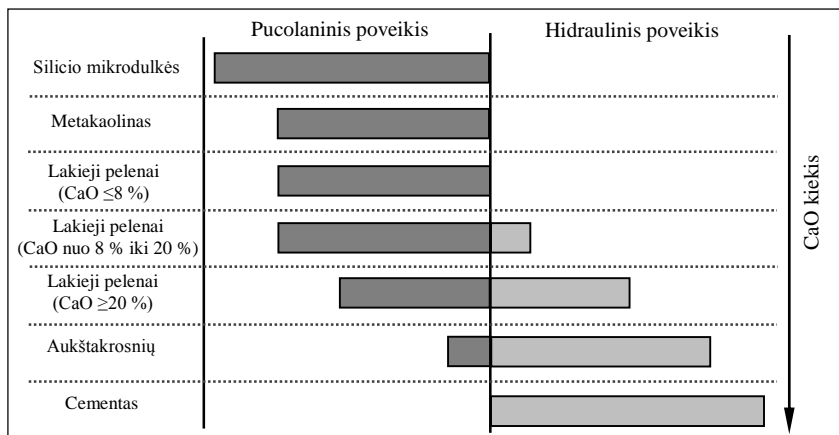 Pucolaninis poveikis
Hidraulinis poveikis
Silicio mikrodulkės
Metakaolinas
Lakieji pelenai
(CaO ≤8 %)
Lakieji pelenai
(CaO nuo 8 % iki 20 %)
Lakieji pelenai
(CaO ≥20 %)
Aukštakrosnių
Cementas
CaO kiekis